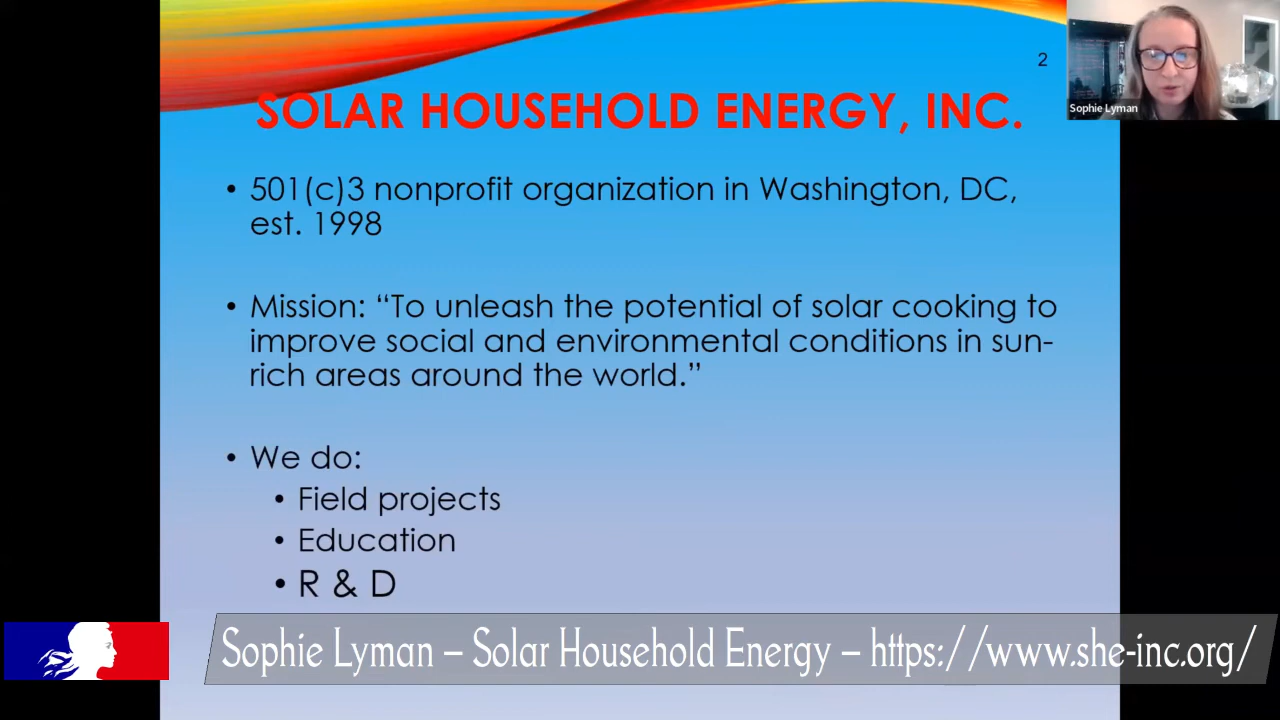 2
Sophie Lyman
SOLAR HOUSEHOLD ENERGY, INC.
• 501(c)3 nonprofit organization in Washington, DC,
est. 1998
• Mission: “To unleash the potential of solar cooking to
improve social and environmental conditions in sun-
rich areas around the world.”
• We do:
• Field projects
• Education
• R & D
Sophie Lyman – Solar Household Energy – https://www.she-inc.org/